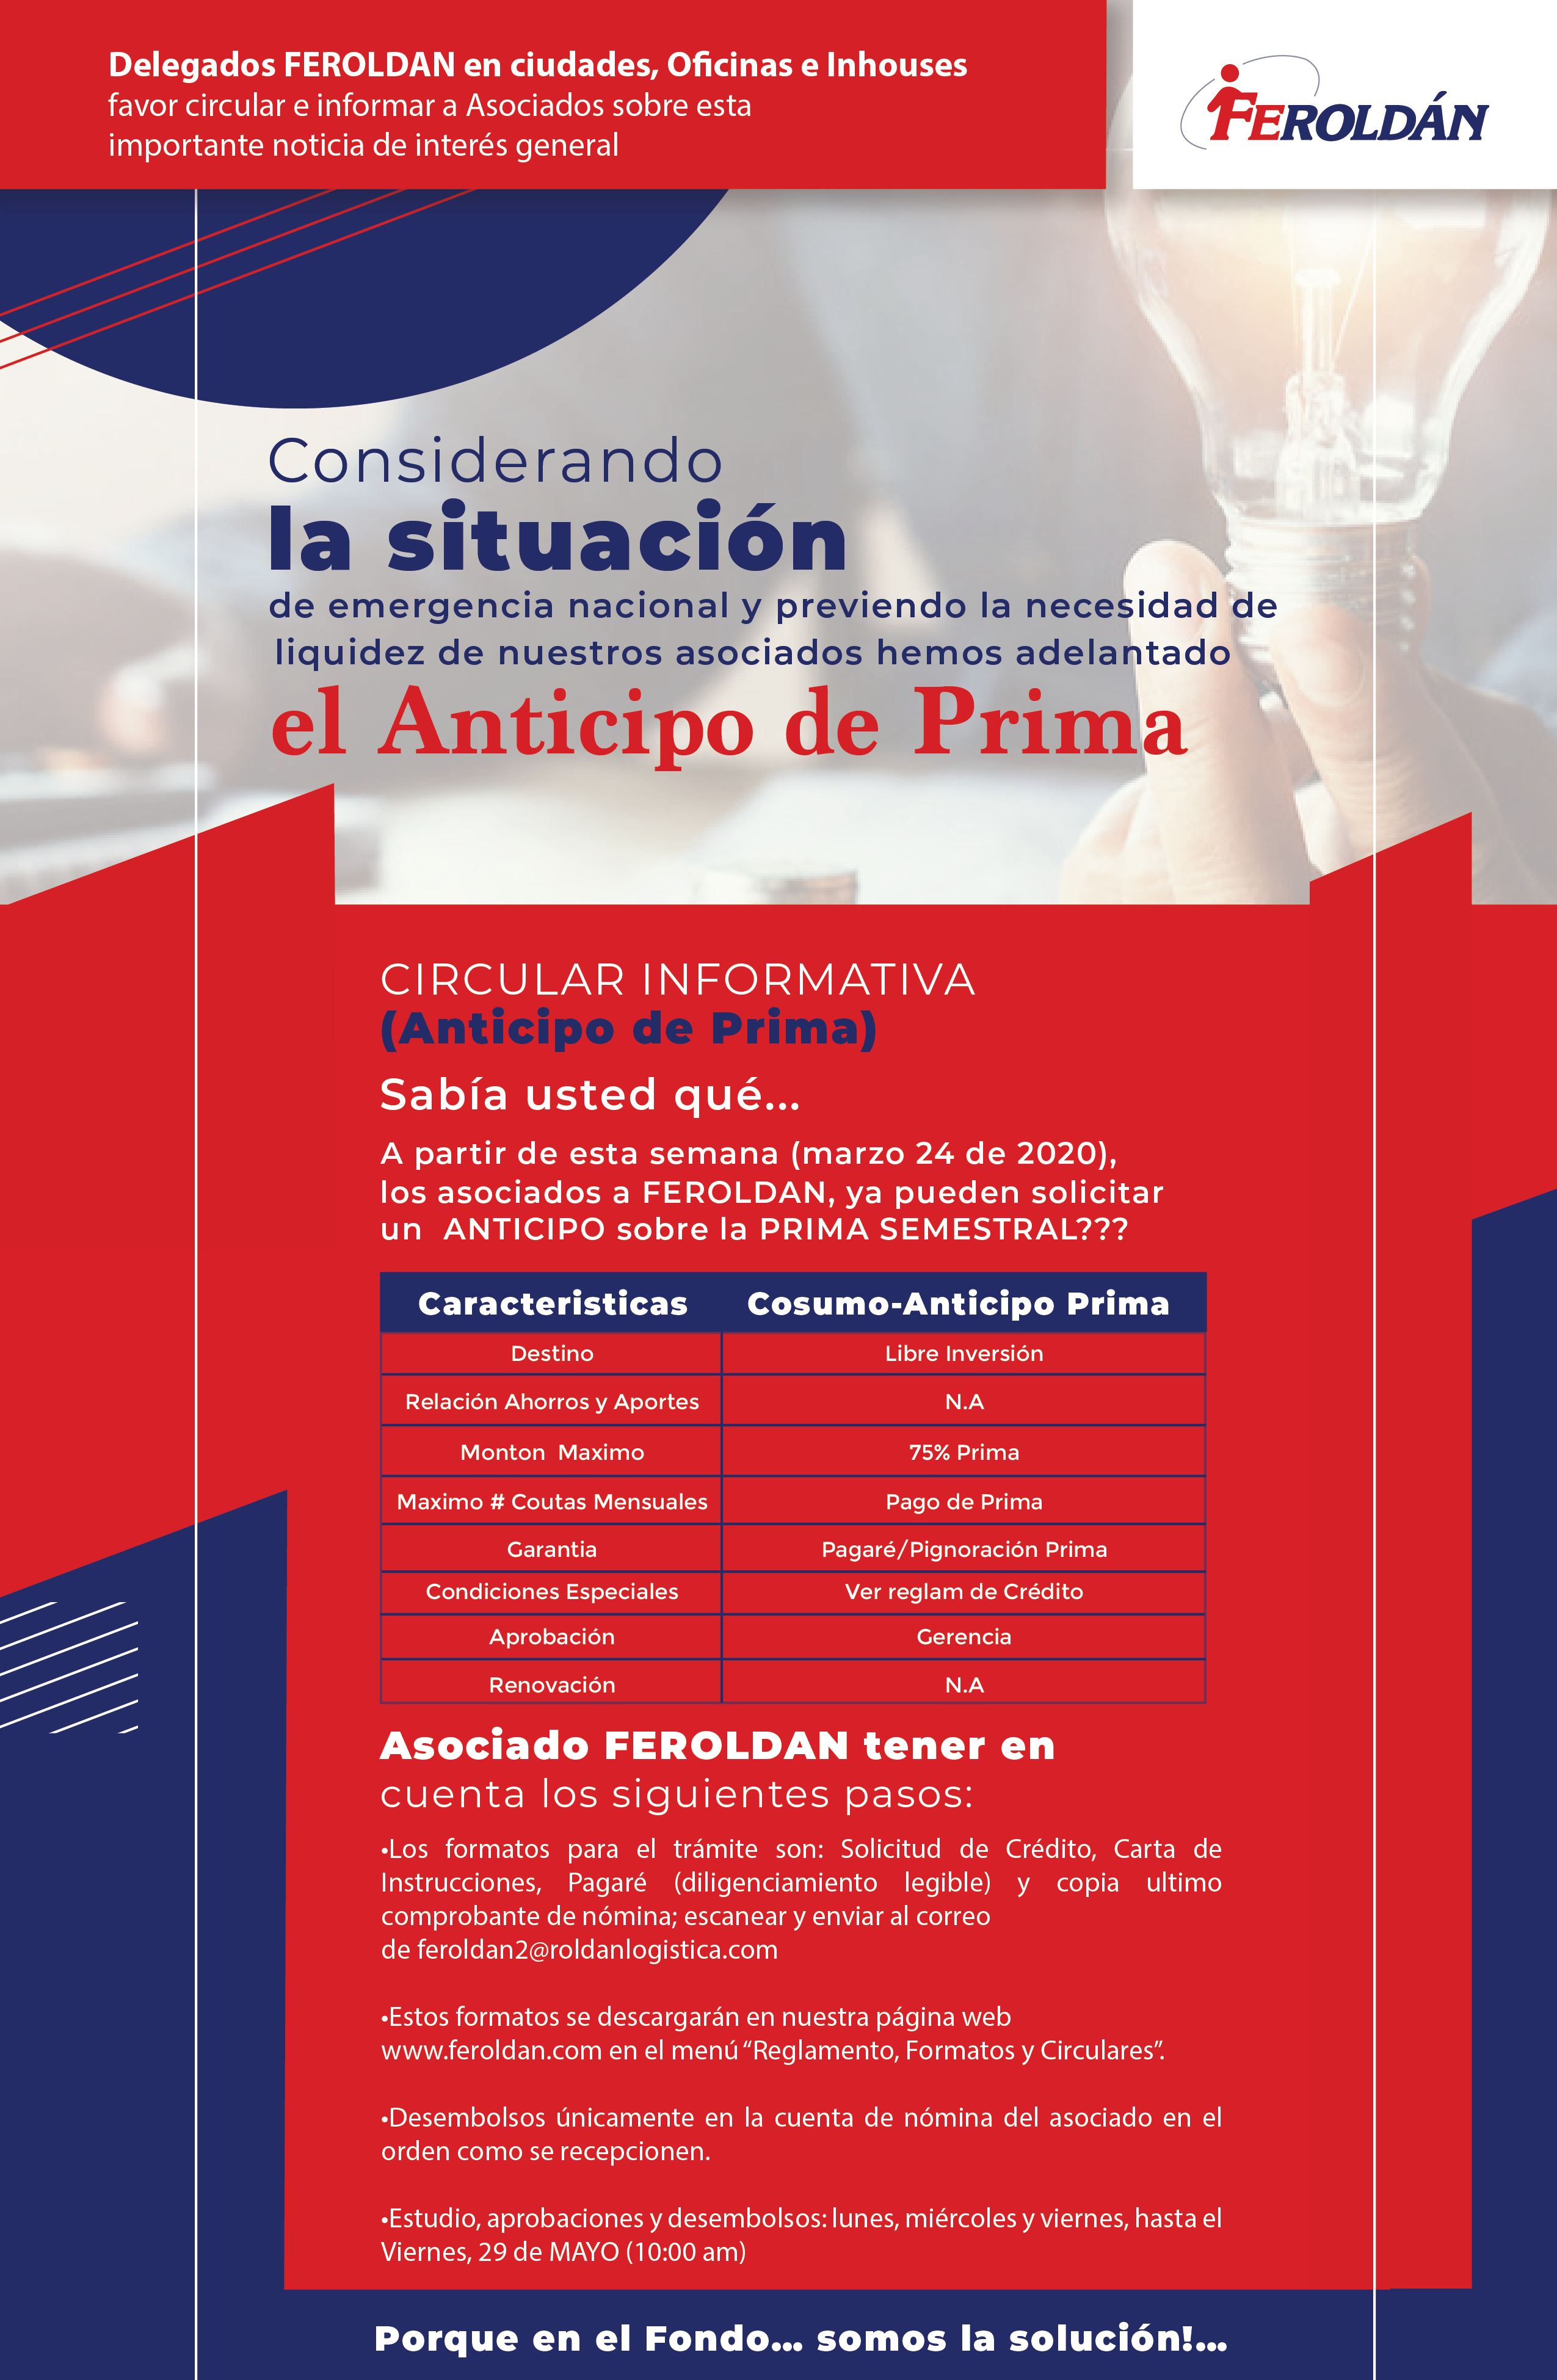 Delegados FEROLDAN en ciudades, Oficinas e Inhouses
favor circular e informar a Asociados sobre esta
importante noticia de interés general
FEROLDÁN
Considerando
la situación
de emergencia nacional y previendo la necesidad de
liquidez de nuestros asociados hemos adelantado
el Anticipo de Prima
CIRCULAR INFORMATIVA
(Anticipo de Prima)
Sabía usted qué...
A partir de esta semana (marzo 24 de 2020),
los asociados a FEROLDAN, ya pueden solicitar
un ANTICIPO sobre la PRIMA SEMESTRAL???
Caracteristicas Cosumo-Anticipo Prima
Destino Libre Inversión
Relación Ahorros y Aportes N.A
Monton Maximo 75% Prima
Maximo # Coutas Mensuales Pago de Prima
Garantia Pagaré/Pignoración Prima
Condiciones Especiales Ver reglam de Crédito
Aprobación Gerencia
Renovación N.A
Asociado FEROLDAN tener en
cuenta los siguientes pasos:
•Los formatos para el trámite son: Solicitud de Crédito, Carta de
Instrucciones, Pagaré (diligenciamiento legible) y copia ultimo
comprobante de nómina; escanear y enviar al correo
de feroldan2@roldanlogistica.com
•Estos formatos se descargarán en nuestra página web
www.feroldan.com en el menú “Reglamento, Formatos y Circulares”.
•Desembolsos únicamente en la cuenta de nómina del asociado en el
orden como se recepcionen.
•Estudio, aprobaciones y desembolsos: lunes, miércoles y viernes, hasta el
Viernes, 29 de MAYO (10:00 am)
Porque en el Fondo... somos la solución!...